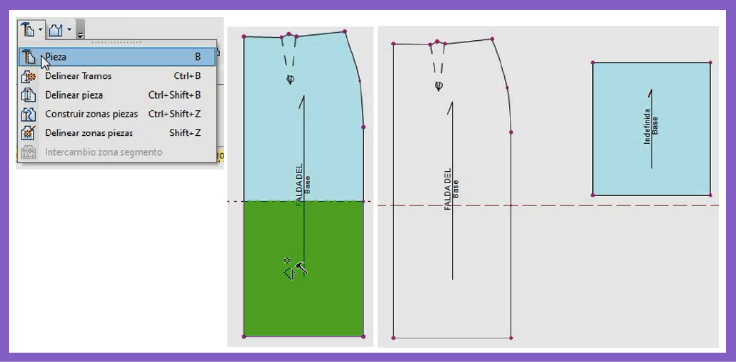 Pieza B
Delinear Tramos Ctrl+B
Delinear pieza Ctrl+Shift+B
Construir zonas piezas Ctrl+Shift+Z
Delinear zonas piezas Shift+Z
Intercambio zona segmento
FALDA DEL
Base
FALDA DEL
Base
Indefinida
Base